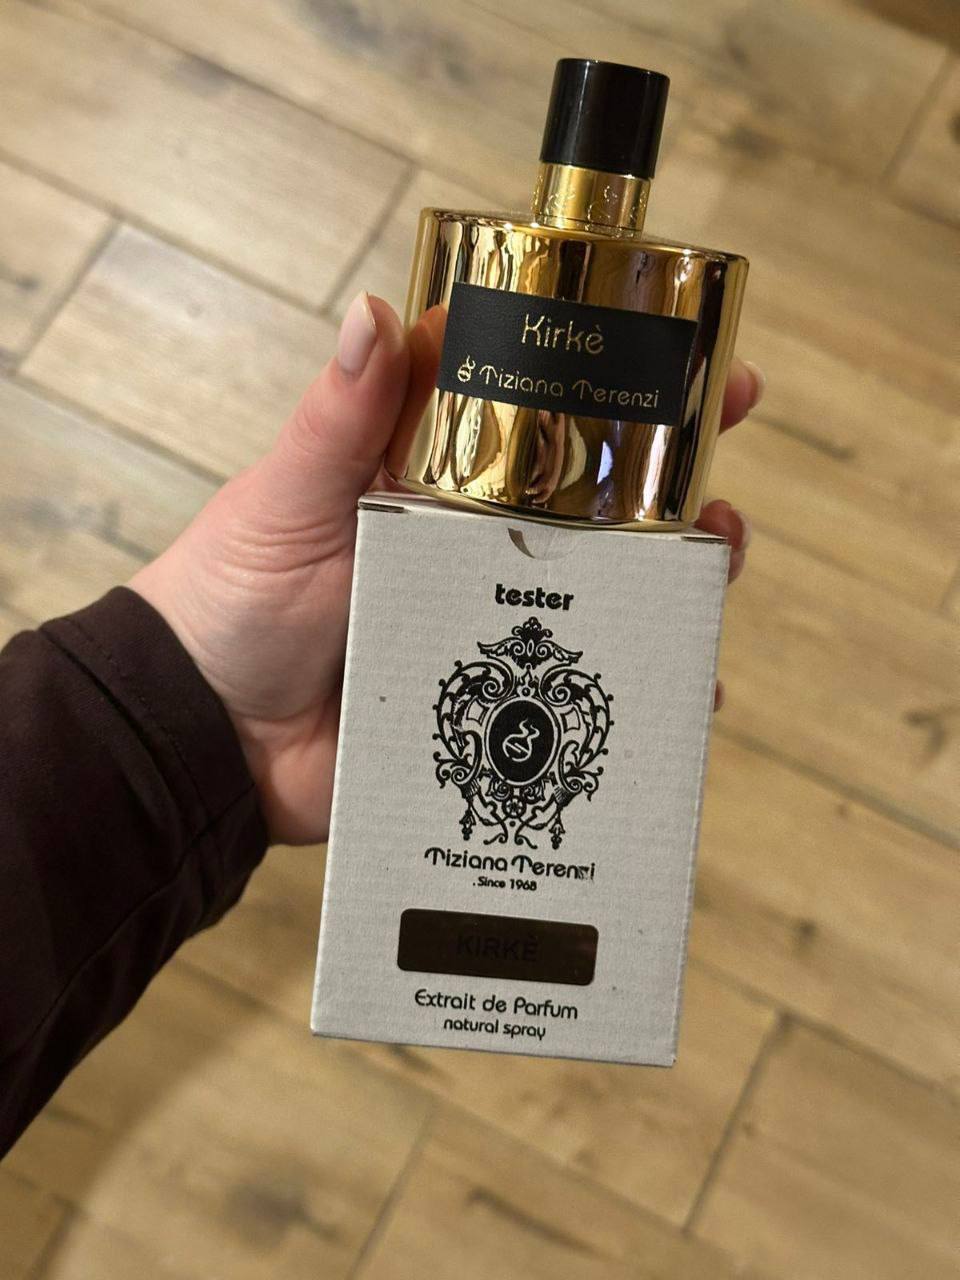 Kirkè
Tiziana Terenzi
tester
Tiziana Terenzi
. Since 1968
KIRKÈ
Extrait de Parfum
natural spray